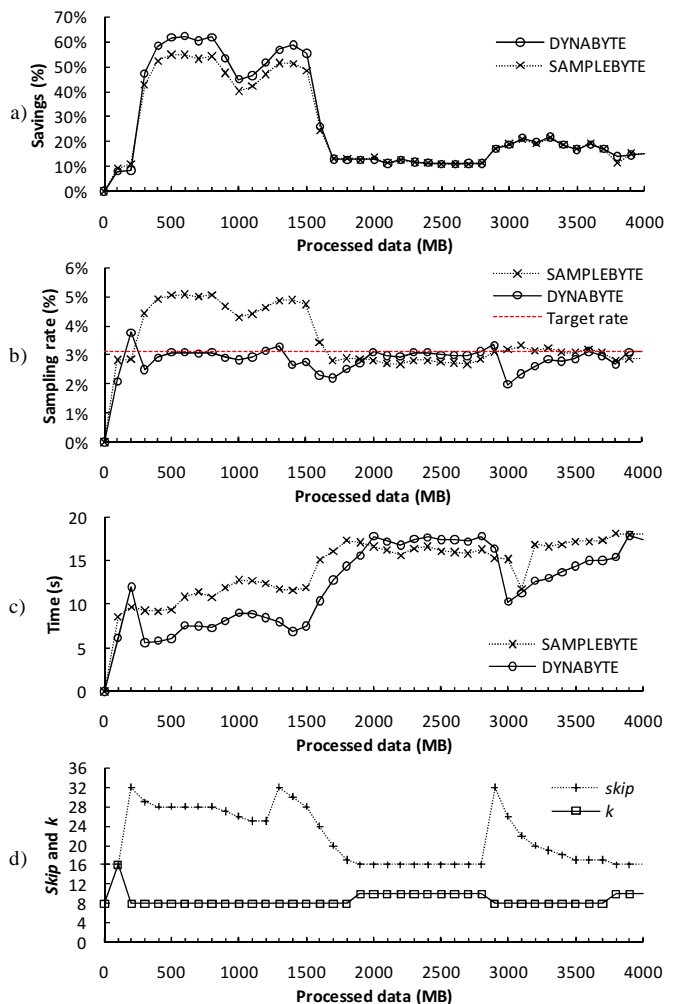 a)
Savings (%)
70%
60%
50%
40%
30%
20%
10%
0%
DYNABYTE
SAMPLEBYTE
0 500 1000 1500 2000 2500 3000 3500 4000
Processed data (MB)
b)
Sampling rate (%)
6%
5%
4%
3%
2%
1%
0%
SAMPLEBYTE
DYNABYTE
Target rate
0 500 1000 1500 2000 2500 3000 3500 4000
Processed data (MB)
c)
Time (s)
20
15
10
5
0
SAMPLEBYTE
DYNABYTE
0 500 1000 1500 2000 2500 3000 3500 4000
Processed data (MB)
d)
Skip and k
36
32
28
24
20
16
12
8
4
0
skip
k
0 500 1000 1500 2000 2500 3000 3500 4000
Processed data (MB)